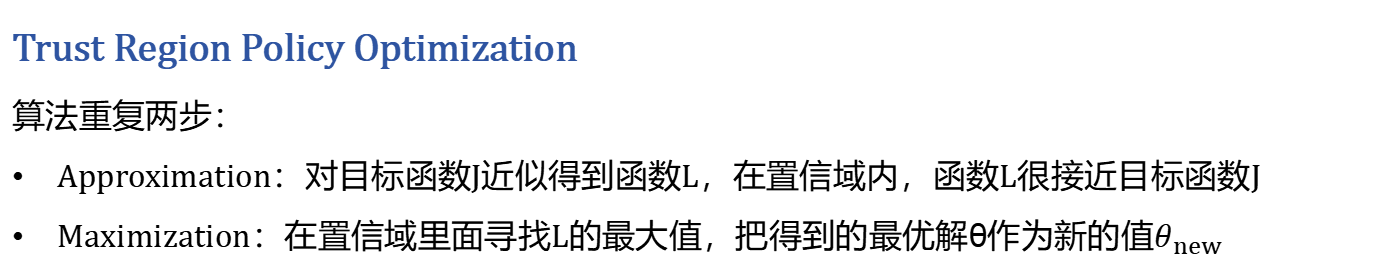 Trust Region Policy Optimization
算法重复两步：
• Approximation：对目标函数J近似得到函数L，在置信域内，函数L很接近目标函数J
• Maximization：在置信域里面寻找L的最大值，把得到的最优解θ作为新的值θ_new